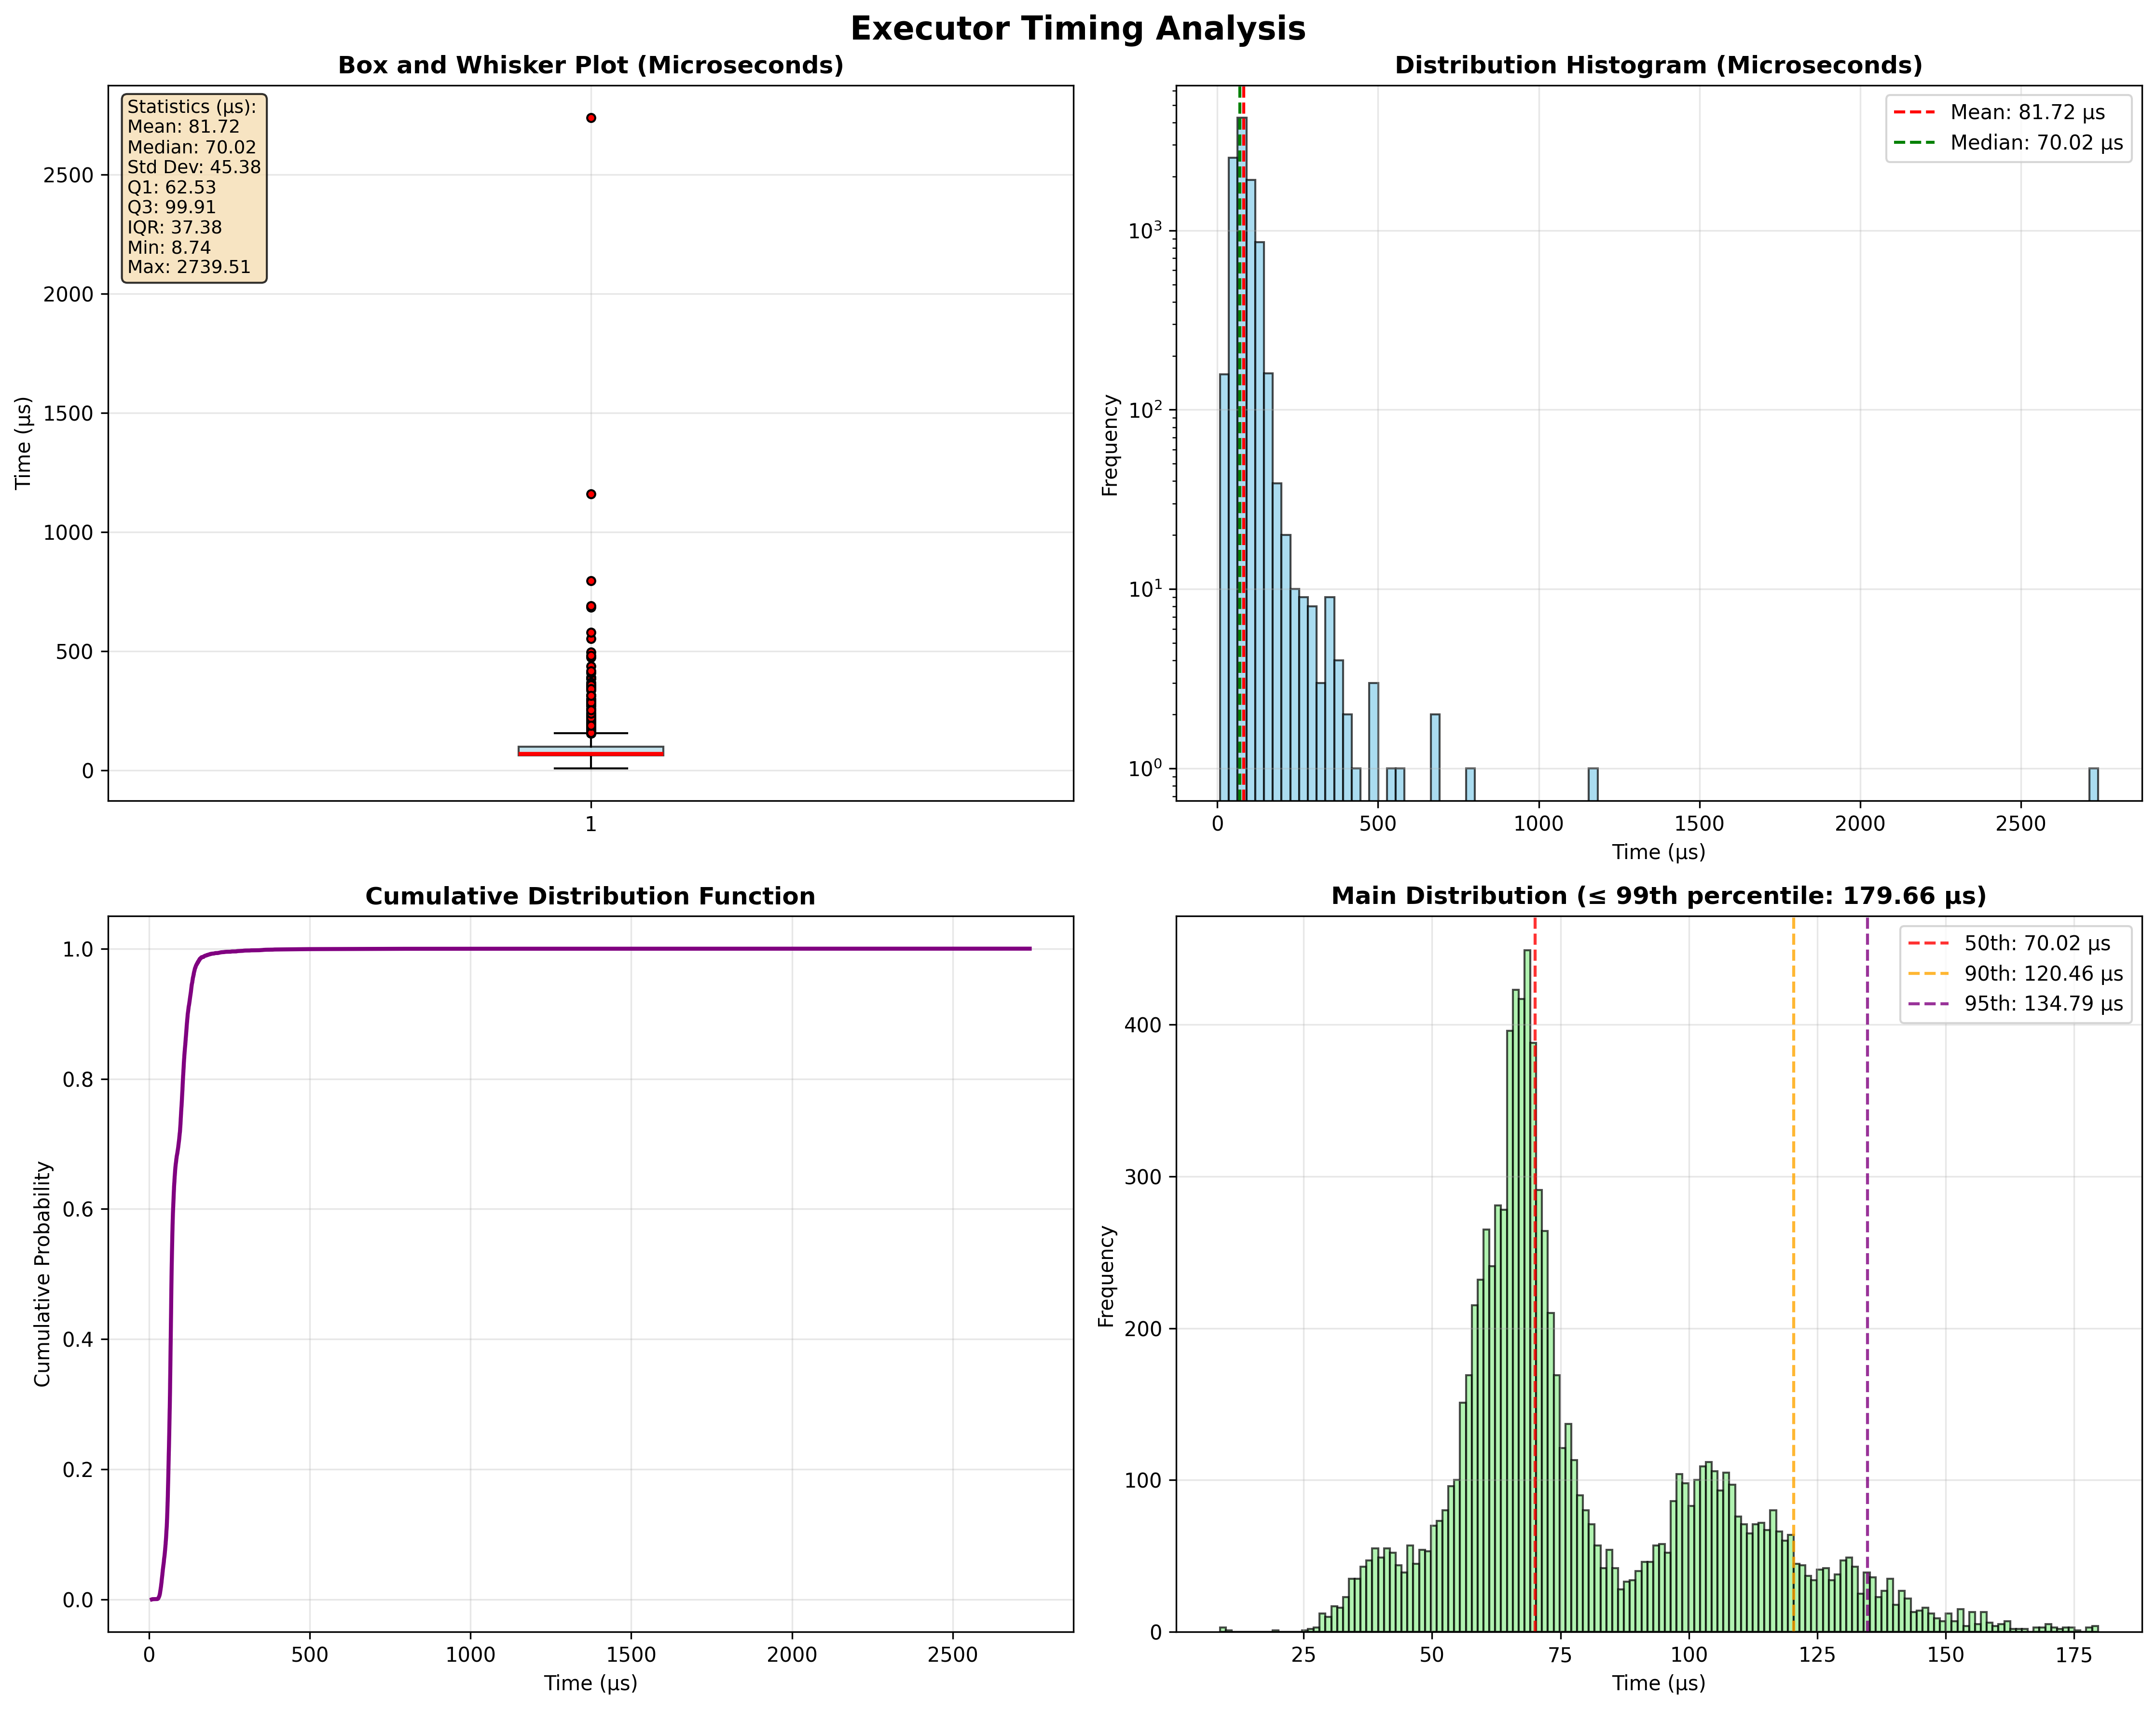 Executor Timing Analysis
Box and Whisker Plot (Microseconds)
Statistics (µs):
Mean: 81.72
Median: 70.02
Std Dev: 45.38
Q1: 62.53
Q3: 99.91
IQR: 37.38
Min: 8.74
Max: 2739.51
Time (µs)
2500
2000
1500
1000
500
0
1
Distribution Histogram (Microseconds)
Mean: 81.72 µs
Median: 70.02 µs
Frequency
10³
10²
10¹
10⁰
0 500 1000 1500 2000 2500
Time (µs)
Cumulative Distribution Function
Cumulative Probability
1.0
0.8
0.6
0.4
0.2
0.0
0 500 1000 1500 2000 2500
Time (µs)
Main Distribution (≤ 99th percentile: 179.66 µs)
50th: 70.02 µs
90th: 120.46 µs
95th: 134.79 µs
Frequency
400
300
200
100
0
25 50 75 100 125 150 175
Time (µs)